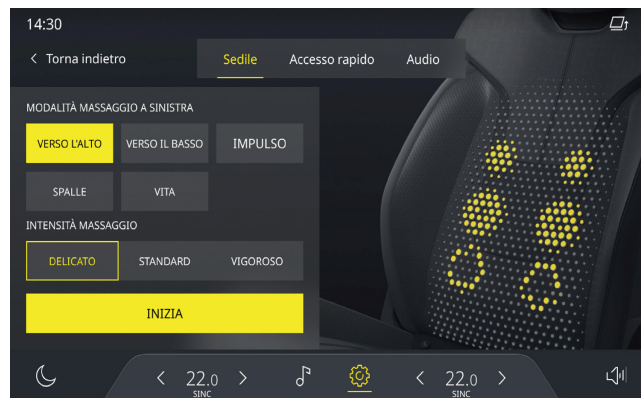 14:30
Torna indietro
Sedile Accesso rapido Audio
MODALITÀ MASSAGGIO A SINISTRA
VERSO L'ALTO VERSO IL BASSO IMPULSO
SPALLE VITA
INTENSITÀ MASSAGGIO
DELICATO STANDARD VIGOROSO
INIZIA
22.0 22.0
SINC SINC